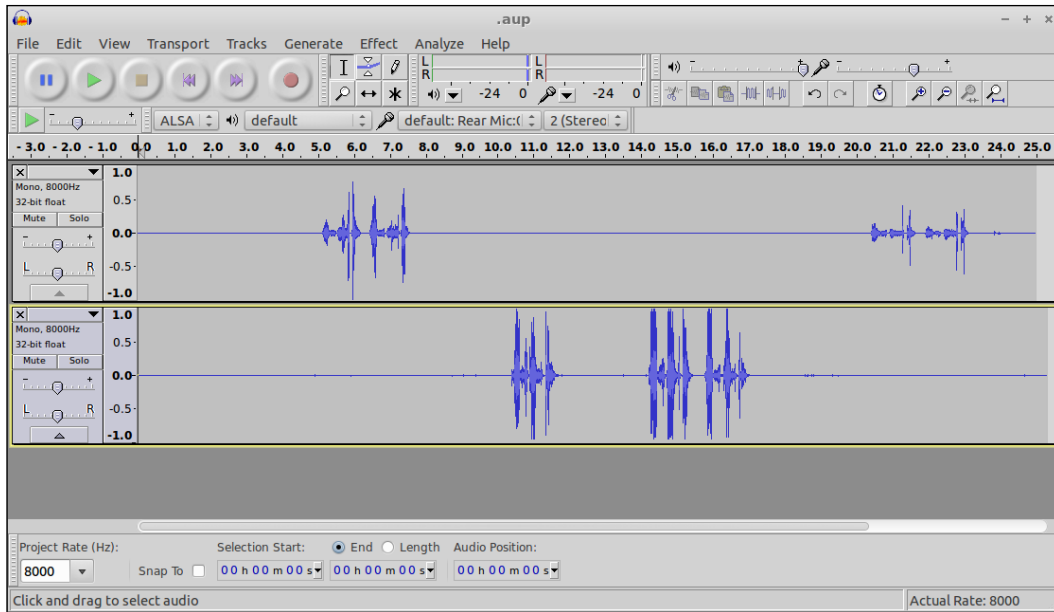 .aup
File Edit View Transport Tracks Generate Effect Analyze Help
L R -24 0 L R -24 0
ALSA default default: Rear Mic:( 2 (Stereo
- 3.0 - 2.0 - 1.0 0.0 1.0 2.0 3.0 4.0 5.0 6.0 7.0 8.0 9.0 10.0 11.0 12.0 13.0 14.0 15.0 16.0 17.0 18.0 19.0 20.0 21.0 22.0 23.0 24.0 25.0
1.0
Mono, 8000Hz
32-bit float
0.5
Mute Solo
- + 0.0
L R -0.5
-1.0
1.0
Mono, 8000Hz
32-bit float
0.5
Mute Solo
- + 0.0
L R -0.5
-1.0
Project Rate (Hz): Selection Start: End Length Audio Position:
8000 Snap To 00 h 00 m 00 s 00 h 00 m 00 s 00 h 00 m 00 s
Click and drag to select audio Actual Rate: 8000